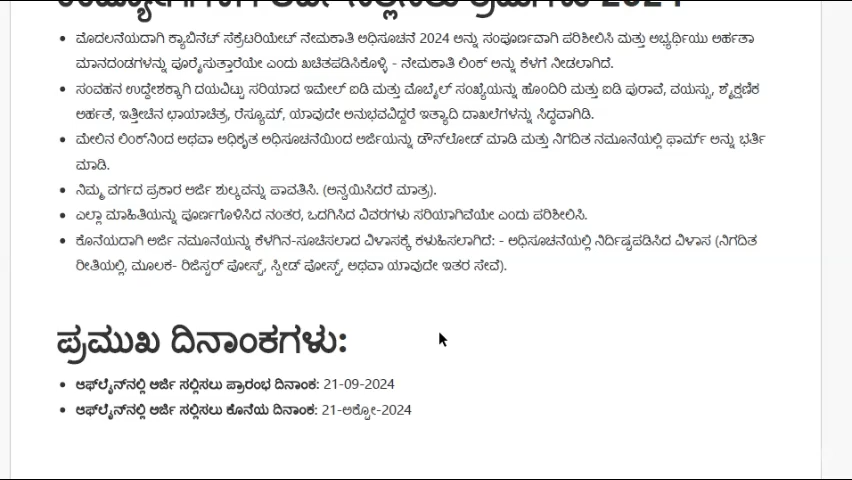 ಮೊದಲನೆಯದಾಗಿ ಕ್ಯಾಬಿನೆಟ್ ಸೆಕ್ರೆಟರಿಯೇಟ್ ನೇಮಕಾತಿ ಅಧಿಸೂಚನೆ 2024 ಅನ್ನು ಸಂಪೂರ್ಣವಾಗಿ ಪರಿಶೀಲಿಸಿ ಮತ್ತು ಅಭ್ಯರ್ಥಿಯು ಅರ್ಹತಾ
ಮಾನದಂಡಗಳನ್ನು ಪೂರೈಸುತ್ತಾರೆಯೇ ಎಂದು ಖಚಿತಪಡಿಸಿಕೊಳ್ಳಿ - ನೇಮಕಾತಿ ಲಿಂಕ್ ಅನ್ನು ಕೆಳಗೆ ನೀಡಲಾಗಿದೆ.
ಸಂವಹನ ಉದ್ದೇಶಕ್ಕಾಗಿ ದಯವಿಟ್ಟು ಸರಿಯಾದ ಇಮೇಲ್ ಐಡಿ ಮತ್ತು ಮೊಬೈಲ್ ಸಂಖ್ಯೆಯನ್ನು ಹೊಂದಿರಿ ಮತ್ತು ಐಡಿ ಪುರಾವೆ, ವಯಸ್ಸು, ಶೈಕ್ಷಣಿಕ
ಅರ್ಹತೆ, ಇತ್ತೀಚಿನ ಛಾಯಾಚಿತ್ರ, ರೆಸ್ಯೂಮ್, ಯಾವುದೇ ಅನುಭವವಿದ್ದರೆ ಇತ್ಯಾದಿ ದಾಖಲೆಗಳನ್ನು ಸಿದ್ಧವಾಗಿಡಿ.
ಮೇಲಿನ ಲಿಂಕ್‌ನಿಂದ ಅಥವಾ ಅಧಿಕೃತ ಅಧಿಸೂಚನೆಯಿಂದ ಅರ್ಜಿಯನ್ನು ಡೌನ್‌ಲೋಡ್ ಮಾಡಿ ಮತ್ತು ನಿಗದಿತ ನಮೂನೆಯಲ್ಲಿ ಫಾರ್ಮ್ ಅನ್ನು ಭರ್ತಿ
ಮಾಡಿ.
ನಿಮ್ಮ ವರ್ಗದ ಪ್ರಕಾರ ಅರ್ಜಿ ಶುಲ್ಕವನ್ನು ಪಾವತಿಸಿ. (ಅನ್ವಯಿಸಿದರೆ ಮಾತ್ರ).
ಎಲ್ಲಾ ಮಾಹಿತಿಯನ್ನು ಪೂರ್ಣಗೊಳಿಸಿದ ನಂತರ, ಒದಗಿಸಿದ ವಿವರಗಳು ಸರಿಯಾಗಿವೆಯೇ ಎಂದು ಪರಿಶೀಲಿಸಿ.
ಕೊನೆಯದಾಗಿ ಅರ್ಜಿ ನಮೂನೆಯನ್ನು ಕೆಳಗಿನ-ಸೂಚಿಸಲಾದ ವಿಳಾಸಕ್ಕೆ ಕಳುಹಿಸಲಾಗಿದೆ: - ಅಧಿಸೂಚನೆಯಲ್ಲಿ ನಿರ್ದಿಷ್ಟಪಡಿಸಿದ ವಿಳಾಸ (ನಿಗದಿತ
ರೀತಿಯಲ್ಲಿ, ಮೂಲಕ- ರಿಜಿಸ್ಟರ್ ಪೋಸ್ಟ್, ಸ್ಪೀಡ್ ಪೋಸ್ಟ್, ಅಥವಾ ಯಾವುದೇ ಇತರ ಸೇವೆ).
ಪ್ರಮುಖ ದಿನಾಂಕಗಳು:
ಆಫ್‌ಲೈನ್‌ನಲ್ಲಿ ಅರ್ಜಿ ಸಲ್ಲಿಸಲು ಪ್ರಾರಂಭ ದಿನಾಂಕ: 21-09-2024
ಆಫ್‌ಲೈನ್‌ನಲ್ಲಿ ಅರ್ಜಿ ಸಲ್ಲಿಸಲು ಕೊನೆಯ ದಿನಾಂಕ: 21-ಅಕ್ಟೋ-2024